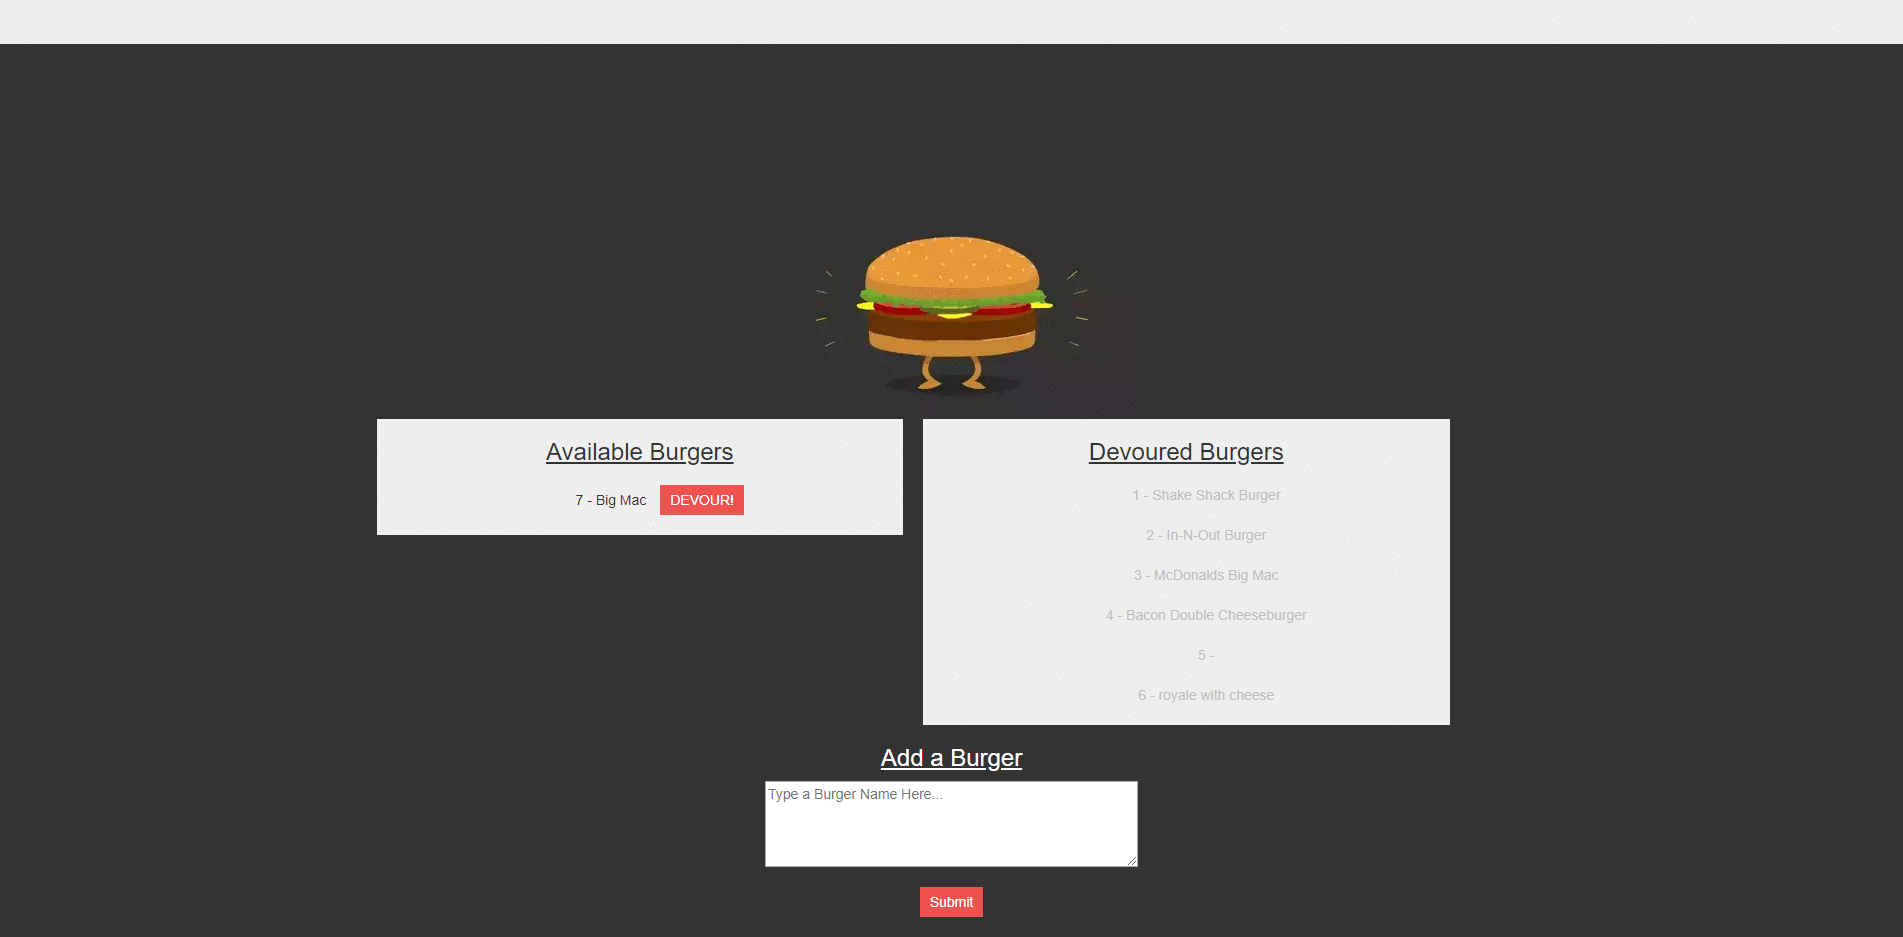 Available Burgers
7 - Big Mac DEVOUR!
Devoured Burgers
1 - Shake Shack Burger
2 - In-N-Out Burger
3 - McDonalds Big Mac
4 - Bacon Double Cheeseburger
5 -
6 - royale with cheese
Add a Burger
Type a Burger Name Here...
Submit